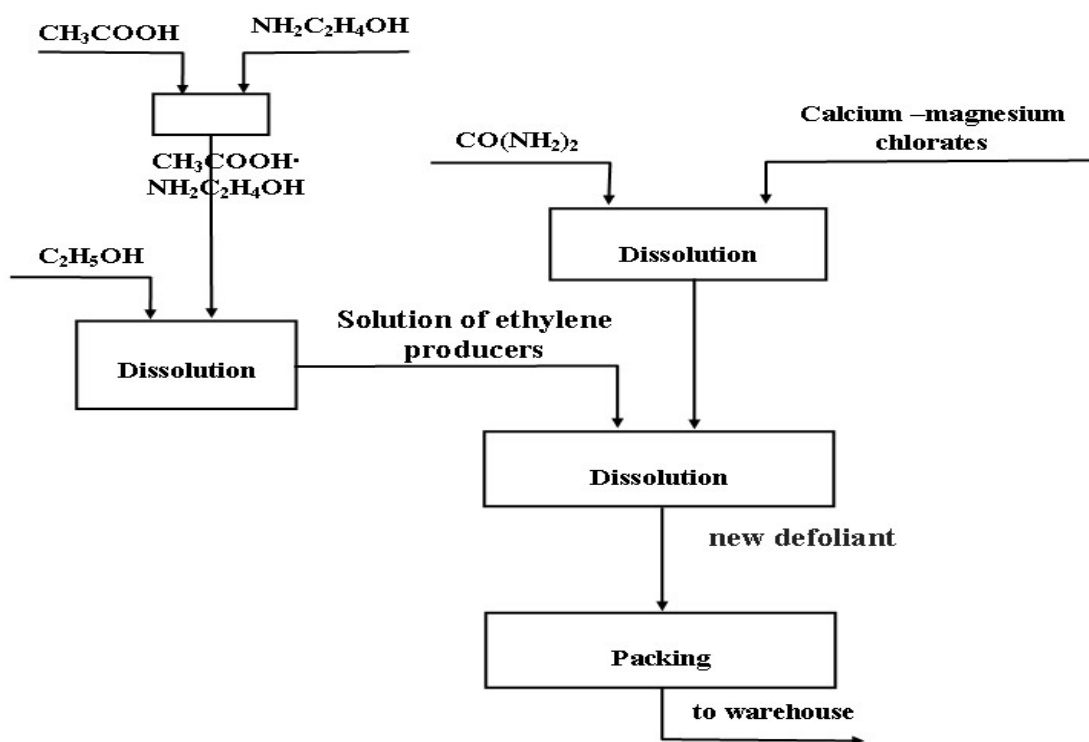 CH₃COOH
NH₂C₂H₄OH
CH₃COOH·
NH₂C₂H₄OH
C₂H₅OH
Dissolution
Solution of ethylene
producers
CO(NH₂)₂
Calcium –magnesium
chlorates
Dissolution
Dissolution
new defoliant
Packing
to warehouse